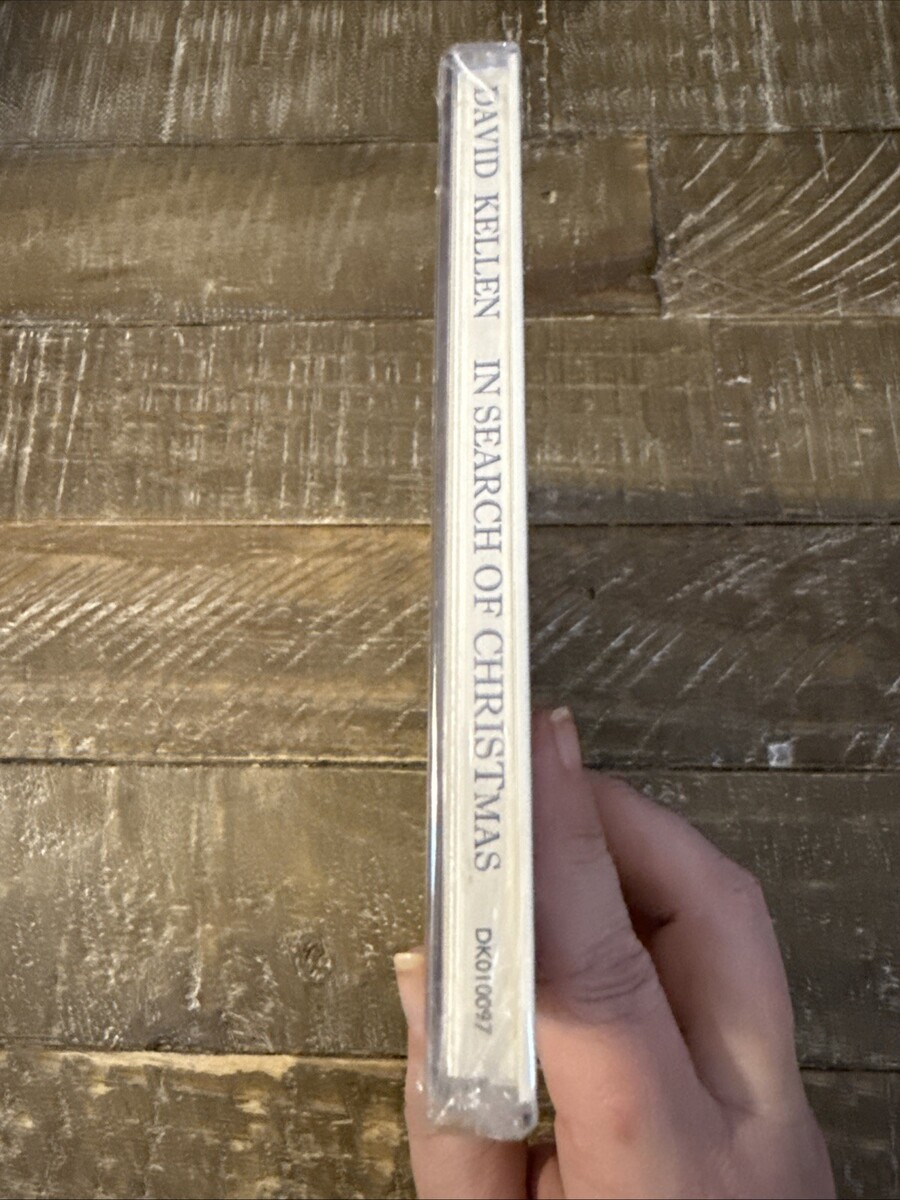 DAVID KELLEN IN SEARCH OF CHRISTMAS DK010097